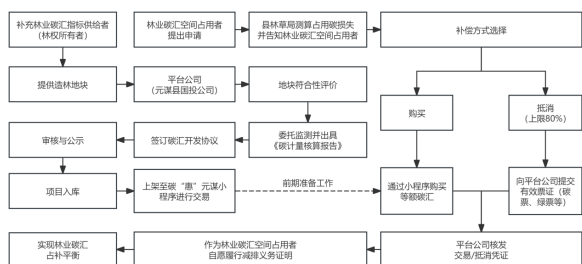 补充林业碳汇指标供给者
(林权所有者)
林业碳汇空间占用者
提出申请
县林草局测算占用碳损失
并告知林业碳汇空间占用者
补偿方式选择
提供造林地块
平台公司
(元谋县国投公司)
地块符合性评价
购买
抵消
(上限80%)
审核与公示
签订碳汇开发协议
委托监测并出具
《碳计量核算报告》
项目入库
上架至碳“惠”元谋小
程序进行交易
前期准备工作
通过小程序购买
等额碳汇
向平台公司提交
有效票证(碳
票、绿票等)
实现林业碳汇
占补平衡
作为林业碳汇空间占用者
自愿履行减排义务证明
平台公司核发
交易/抵消凭证